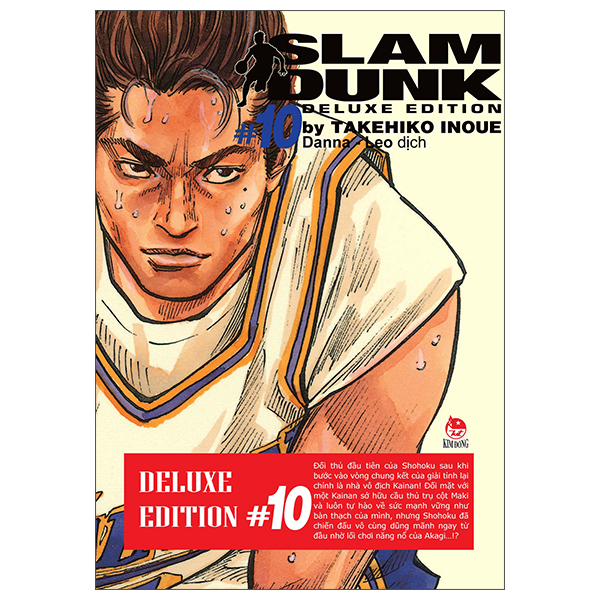 SLAM
DUNK
DELUXE EDITION
#10
by TAKEHIKO INOUE
Danna - Leo dịch
KIM ĐỒNG
DELUXE
EDITION #10
Đối thủ đầu tiên của Shohoku sau khi
bước vào vòng chung kết của giải tỉnh lại
chính là nhà vô địch Kainan! Đối mặt với
một Kainan sở hữu cầu thủ trụ cột Maki
và luôn tự hào về sức mạnh vững như
bàn thạch của mình, nhưng Shohoku đã
chiến đấu vô cùng dũng mãnh ngay từ
đầu nhờ lối chơi năng nổ của Akagi...!?